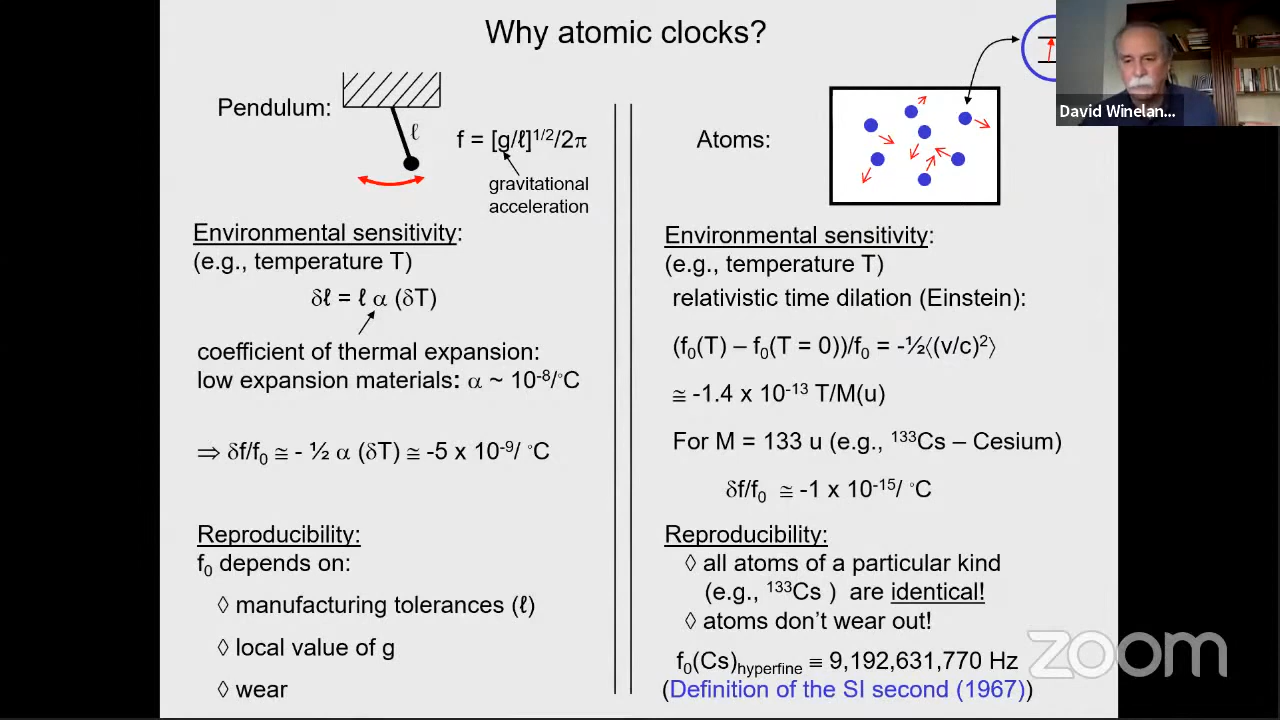 Why atomic clocks?
Pendulum:
ℓ
f = [g/ℓ]^1/2/2π
gravitational
acceleration
Environmental sensitivity:
(e.g., temperature T)
δℓ = ℓ α (δT)
coefficient of thermal expansion:
low expansion materials: α ~ 10^-8/°C
⇒ δf/f₀ ≅ - ½ α (δT) ≅ -5 x 10^-9/ °C
Reproducibility:
f₀ depends on:
◊ manufacturing tolerances (ℓ)
◊ local value of g
◊ wear
Atoms:
Environmental sensitivity:
(e.g., temperature T)
relativistic time dilation (Einstein):
(f₀(T) – f₀(T = 0))/f₀ = -½⟨(v/c)²⟩
≅ -1.4 x 10^-13 T/M(u)
For M = 133 u (e.g., ¹³³Cs – Cesium)
δf/f₀ ≅ -1 x 10^-15/ °C
Reproducibility:
◊ all atoms of a particular kind
(e.g., ¹³³Cs ) are identical!
◊ atoms don't wear out!
f₀(Cs)hyperfine ≡ 9,192,631,770 Hz
(Definition of the SI second (1967))
David Winelan...
zoom